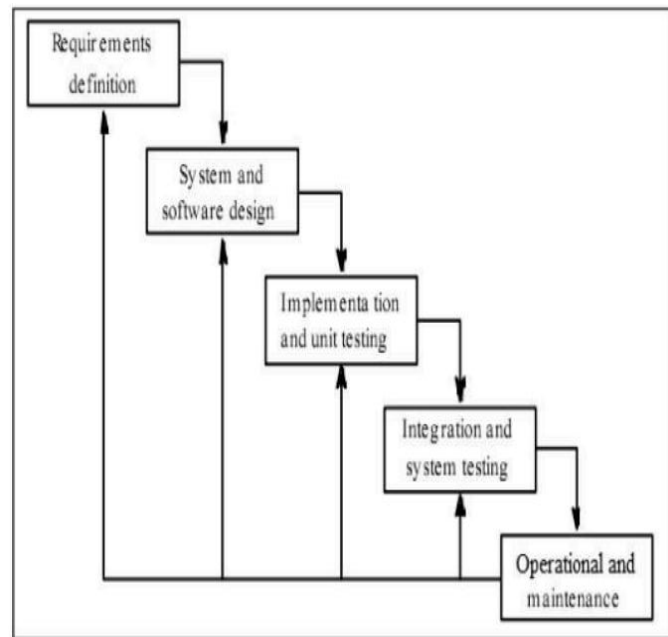 Requirements
definition
System and
software design
Implementa tion
and unit testing
Integration and
system testing
Operational and
maintenance